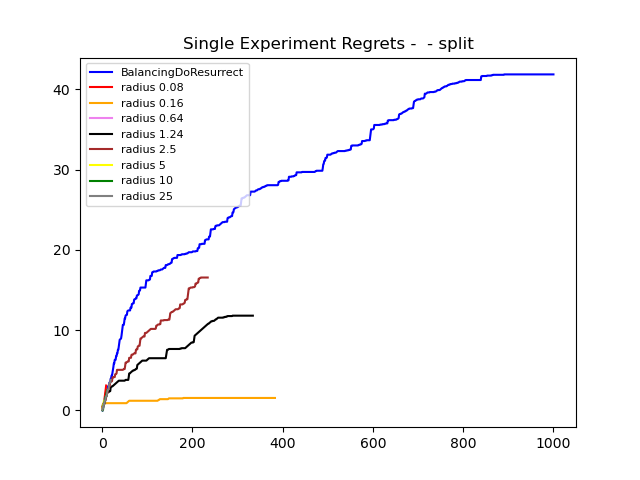 Single Experiment Regrets -  - split
BalancingDoResurrect
radius 0.08
radius 0.16
radius 0.64
radius 1.24
radius 2.5
radius 5
radius 10
radius 25
40
30
20
10
0
0 200 400 600 800 1000